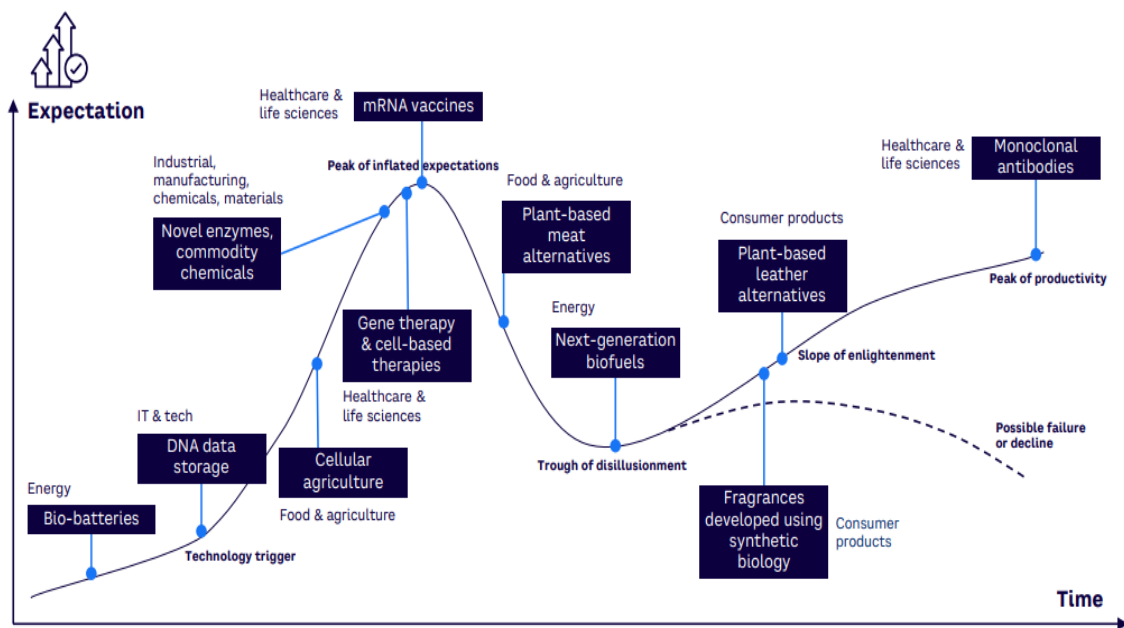 Expectation
Healthcare &
life sciences
mRNA vaccines
Peak of inflated expectations
Industrial,
manufacturing,
chemicals, materials
Novel enzymes,
commodity
chemicals
Food & agriculture
Plant-based
meat
alternatives
Healthcare &
life sciences
Monoclonal
antibodies
Peak of productivity
Consumer products
Plant-based
leather
alternatives
Slope of enlightenment
Gene therapy
& cell-based
therapies
Healthcare &
life sciences
Energy
Next-generation
biofuels
Trough of disillusionment
IT & tech
DNA data
storage
Cellular
agriculture
Food & agriculture
Possible failure
or decline
Energy
Bio-batteries
Technology trigger
Fragrances
developed using
synthetic
biology
Consumer
products
Time